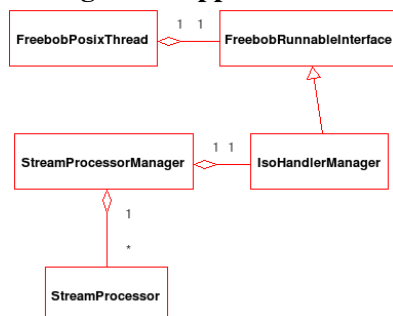 1 1
FreebobPosixThread
FreebobRunnableInterface
1 1
StreamProcessorManager
IsoHandlerManager
1
*
StreamProcessor